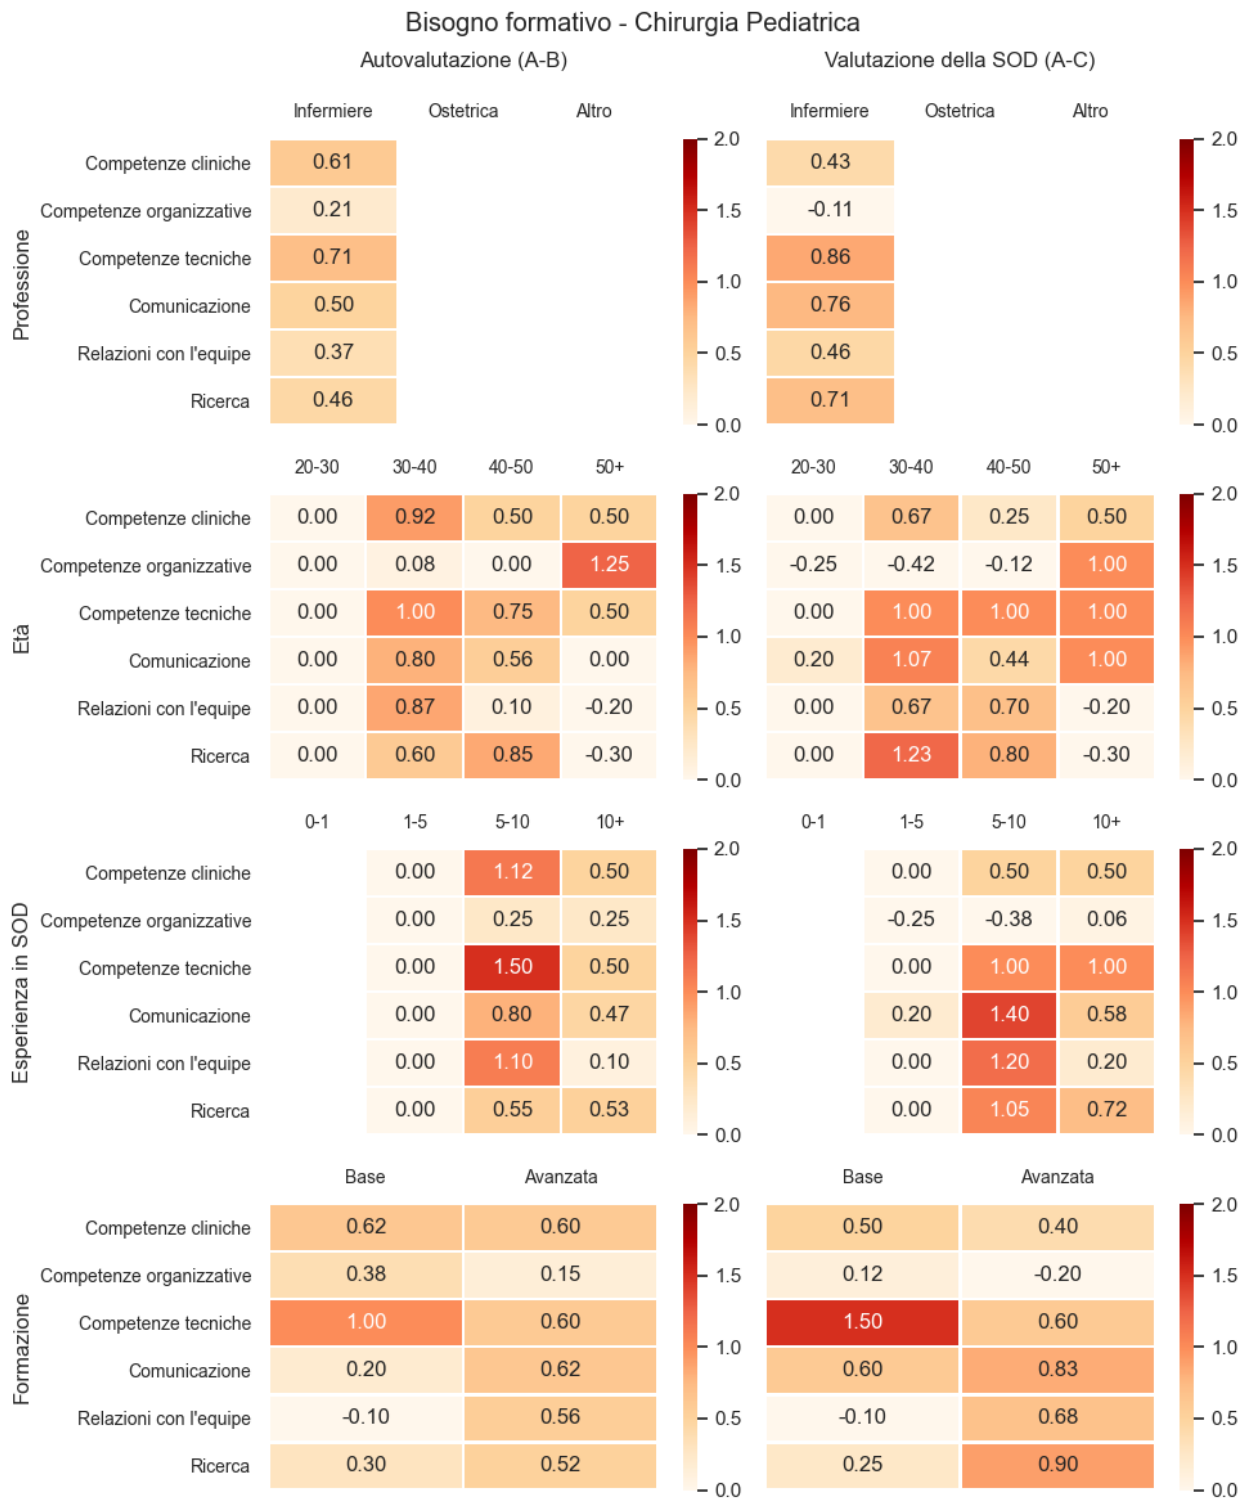 Bisogno formativo - Chirurgia Pediatrica
Autovalutazione (A-B) Valutazione della SOD (A-C)
Infermiere Ostetrica Altro Infermiere Ostetrica Altro
Professione
Competenze cliniche 0.61 2.0 0.43 2.0
Competenze organizzative 0.21 1.5 -0.11 1.5
Competenze tecniche 0.71 1.0 0.86 1.0
Comunicazione 0.50 0.76
Relazioni con l'equipe 0.37 0.5 0.46 0.5
Ricerca 0.46 0.0 0.71 0.0
20-30 30-40 40-50 50+ 20-30 30-40 40-50 50+
Età
Competenze cliniche 0.00 0.92 0.50 0.50 2.0 0.00 0.67 0.25 0.50 2.0
Competenze organizzative 0.00 0.08 0.00 1.25 1.5 -0.25 -0.42 -0.12 1.00 1.5
Competenze tecniche 0.00 1.00 0.75 0.50 1.0 0.00 1.00 1.00 1.00 1.0
Comunicazione 0.00 0.80 0.56 0.00 0.20 1.07 0.44 1.00
Relazioni con l'equipe 0.00 0.87 0.10 -0.20 0.5 0.00 0.67 0.70 -0.20 0.5
Ricerca 0.00 0.60 0.85 -0.30 0.0 0.00 1.23 0.80 -0.30 0.0
0-1 1-5 5-10 10+ 0-1 1-5 5-10 10+
Esperienza in SOD
Competenze cliniche 0.00 1.12 0.50 2.0 0.00 0.50 0.50 2.0
Competenze organizzative 0.00 0.25 0.25 1.5 -0.25 -0.38 0.06 1.5
Competenze tecniche 0.00 1.50 0.50 1.0 0.00 1.00 1.00 1.0
Comunicazione 0.00 0.80 0.47 0.20 1.40 0.58
Relazioni con l'equipe 0.00 1.10 0.10 0.5 0.00 1.20 0.20 0.5
Ricerca 0.00 0.55 0.53 0.0 0.00 1.05 0.72 0.0
Base Avanzata Base Avanzata
Formazione
Competenze cliniche 0.62 0.60 2.0 0.50 0.40 2.0
Competenze organizzative 0.38 0.15 1.5 0.12 -0.20 1.5
Competenze tecniche 1.00 0.60 1.0 1.50 0.60 1.0
Comunicazione 0.20 0.62 0.60 0.83
Relazioni con l'equipe -0.10 0.56 0.5 -0.10 0.68 0.5
Ricerca 0.30 0.52 0.0 0.25 0.90 0.0